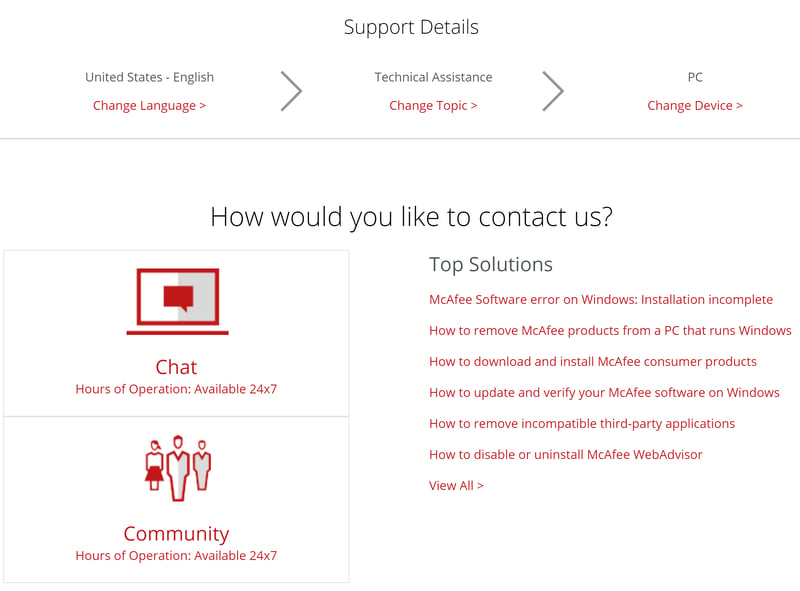 Support Details
United States - English
Change Language >
Technical Assistance
Change Topic >
PC
Change Device >
How would you like to contact us?
Chat
Hours of Operation: Available 24x7
Community
Hours of Operation: Available 24x7
Top Solutions
McAfee Software error on Windows: Installation incomplete
How to remove McAfee products from a PC that runs Windows
How to download and install McAfee consumer products
How to update and verify your McAfee software on Windows
How to remove incompatible third-party applications
How to disable or uninstall McAfee WebAdvisor
View All >